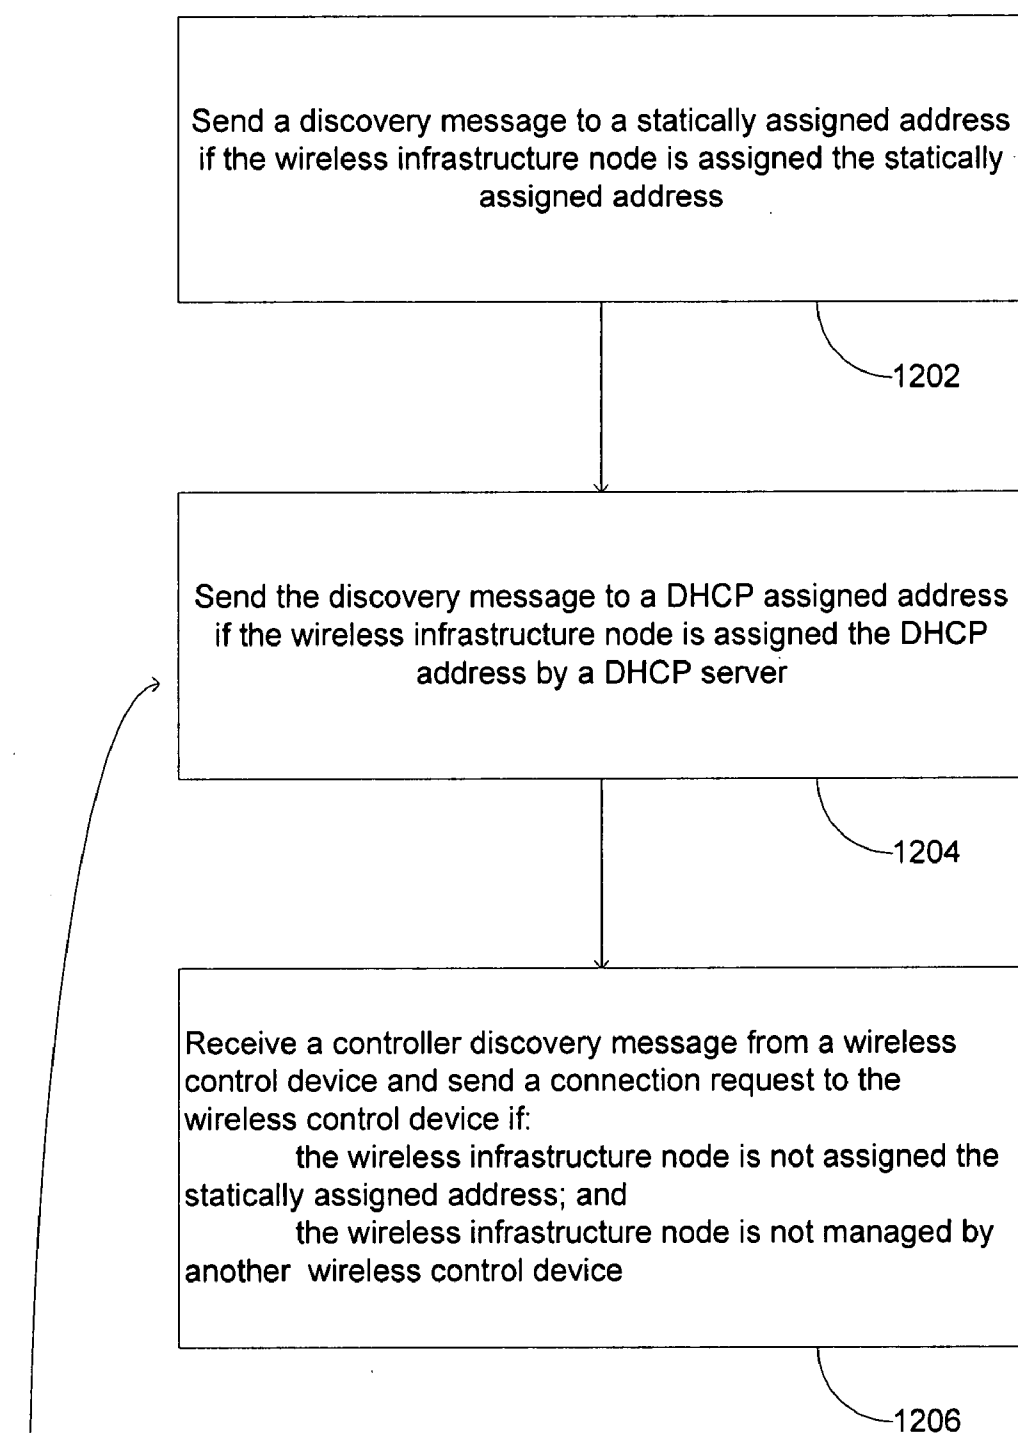 Send a discovery message to a statically assigned address
if the wireless infrastructure node is assigned the statically
assigned address
1202
Send the discovery message to a DHCP assigned address
if the wireless infrastructure node is assigned the DHCP
address by a DHCP server
1204
Receive a controller discovery message from a wireless
control device and send a connection request to the
wireless control device if:
the wireless infrastructure node is not assigned the
statically assigned address; and
the wireless infrastructure node is not managed by
another wireless control device
1206